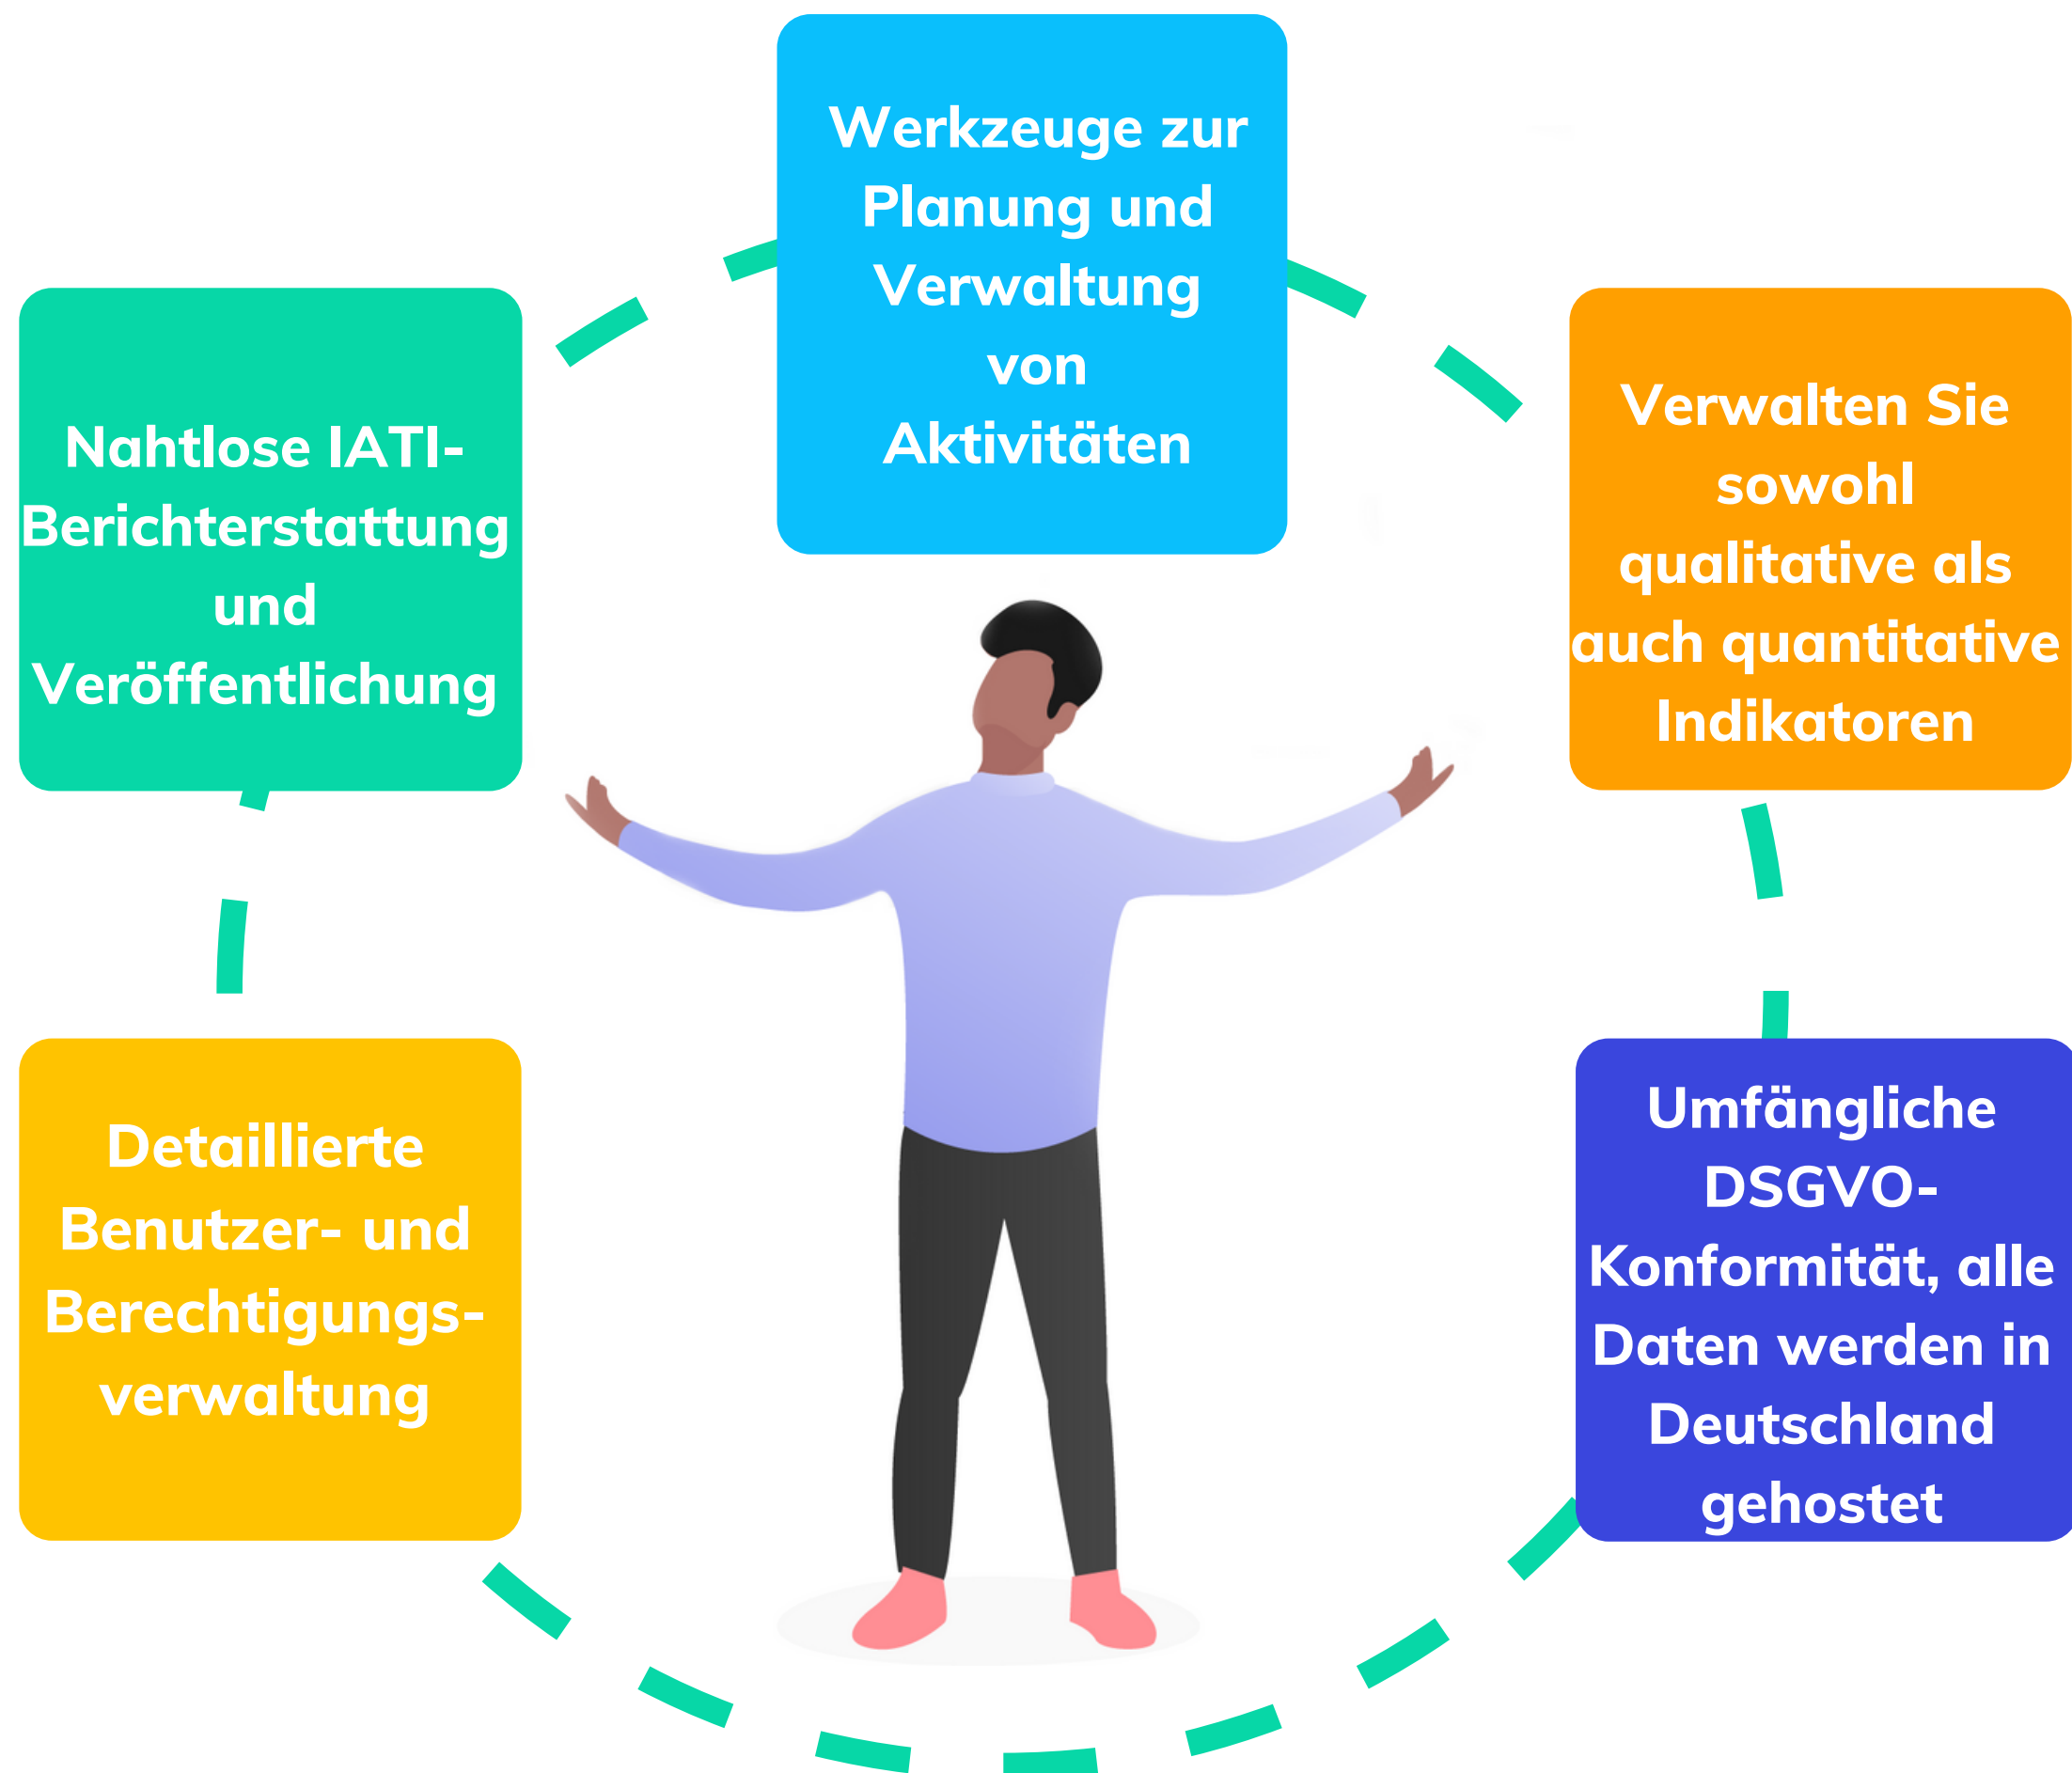 Werkzeuge zur
Planung und
Verwaltung
von
Aktivitäten
Nahtlose IATI-
Berichterstattung
und
Veröffentlichung
Verwalten Sie
sowohl
qualitative als
auch quantitative
Indikatoren
Detaillierte
Benutzer- und
Berechtigungs-
verwaltung
Umfängliche
DSGVO-
Konformität, alle
Daten werden in
Deutschland
gehostet